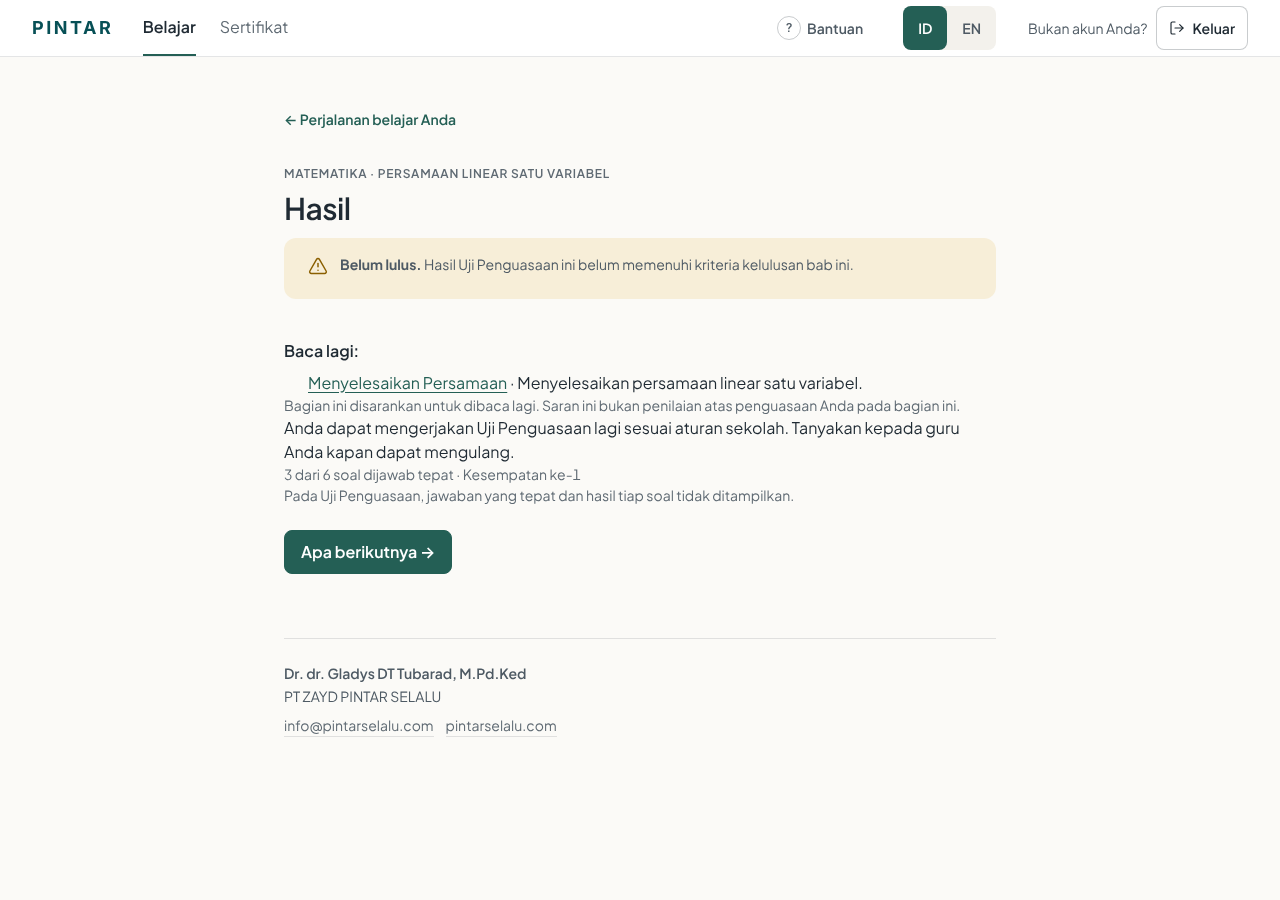 PINTAR
Belajar
Sertifikat
? Bantuan
ID
EN
Bukan akun Anda?
Keluar
← Perjalanan belajar Anda
MATEMATIKA · PERSAMAAN LINEAR SATU VARIABEL
Hasil
Belum lulus. Hasil Uji Penguasaan ini belum memenuhi kriteria kelulusan bab ini.
Baca lagi:
Menyelesaikan Persamaan · Menyelesaikan persamaan linear satu variabel.
Bagian ini disarankan untuk dibaca lagi. Saran ini bukan penilaian atas penguasaan Anda pada bagian ini.
Anda dapat mengerjakan Uji Penguasaan lagi sesuai aturan sekolah. Tanyakan kepada guru
Anda kapan dapat mengulang.
3 dari 6 soal dijawab tepat · Kesempatan ke-1
Pada Uji Penguasaan, jawaban yang tepat dan hasil tiap soal tidak ditampilkan.
Apa berikutnya →
Dr. dr. Gladys DT Tubarad, M.Pd.Ked
PT ZAYD PINTAR SELALU
info@pintarselalu.com pintarselalu.com